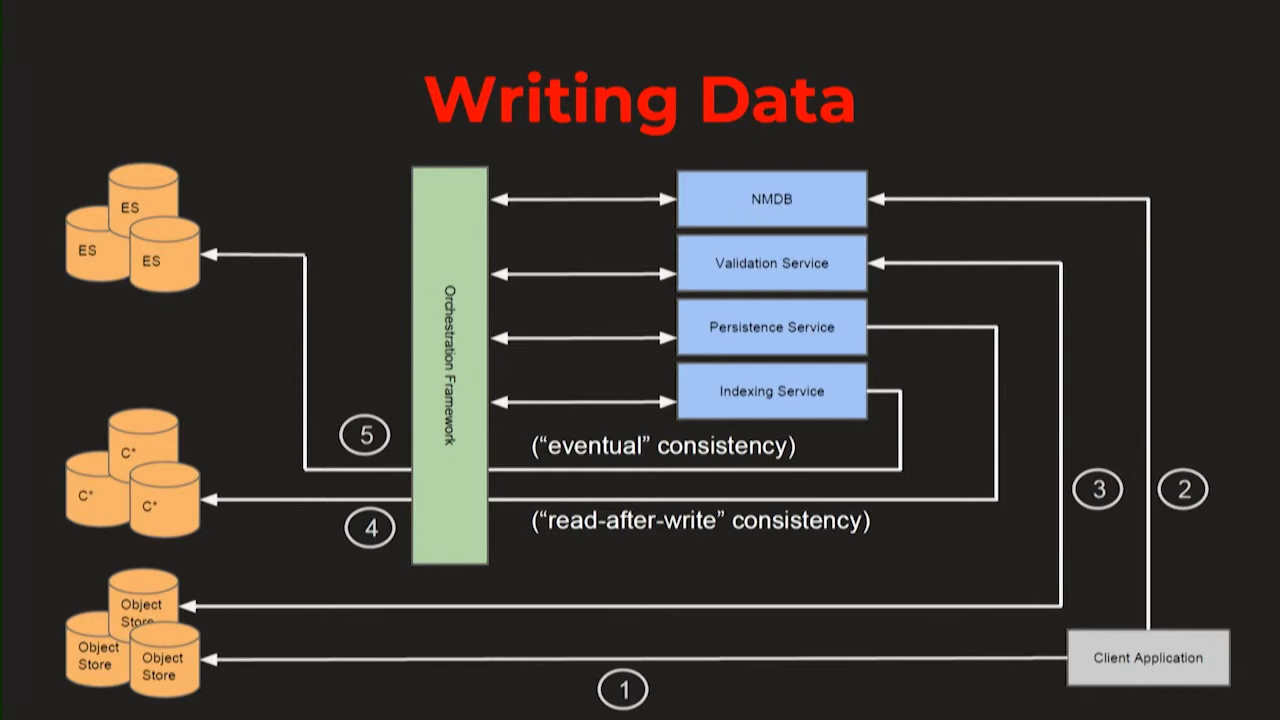 Writing Data
ES
ES
ES
NMDB
Validation Service
Persistence Service
Indexing Service
Orchestration Framework
5
("eventual" consistency)
C*
C*
C*
4
("read-after-write" consistency)
3
2
Object
Store
Object
Store
Object
Store
Client Application
1